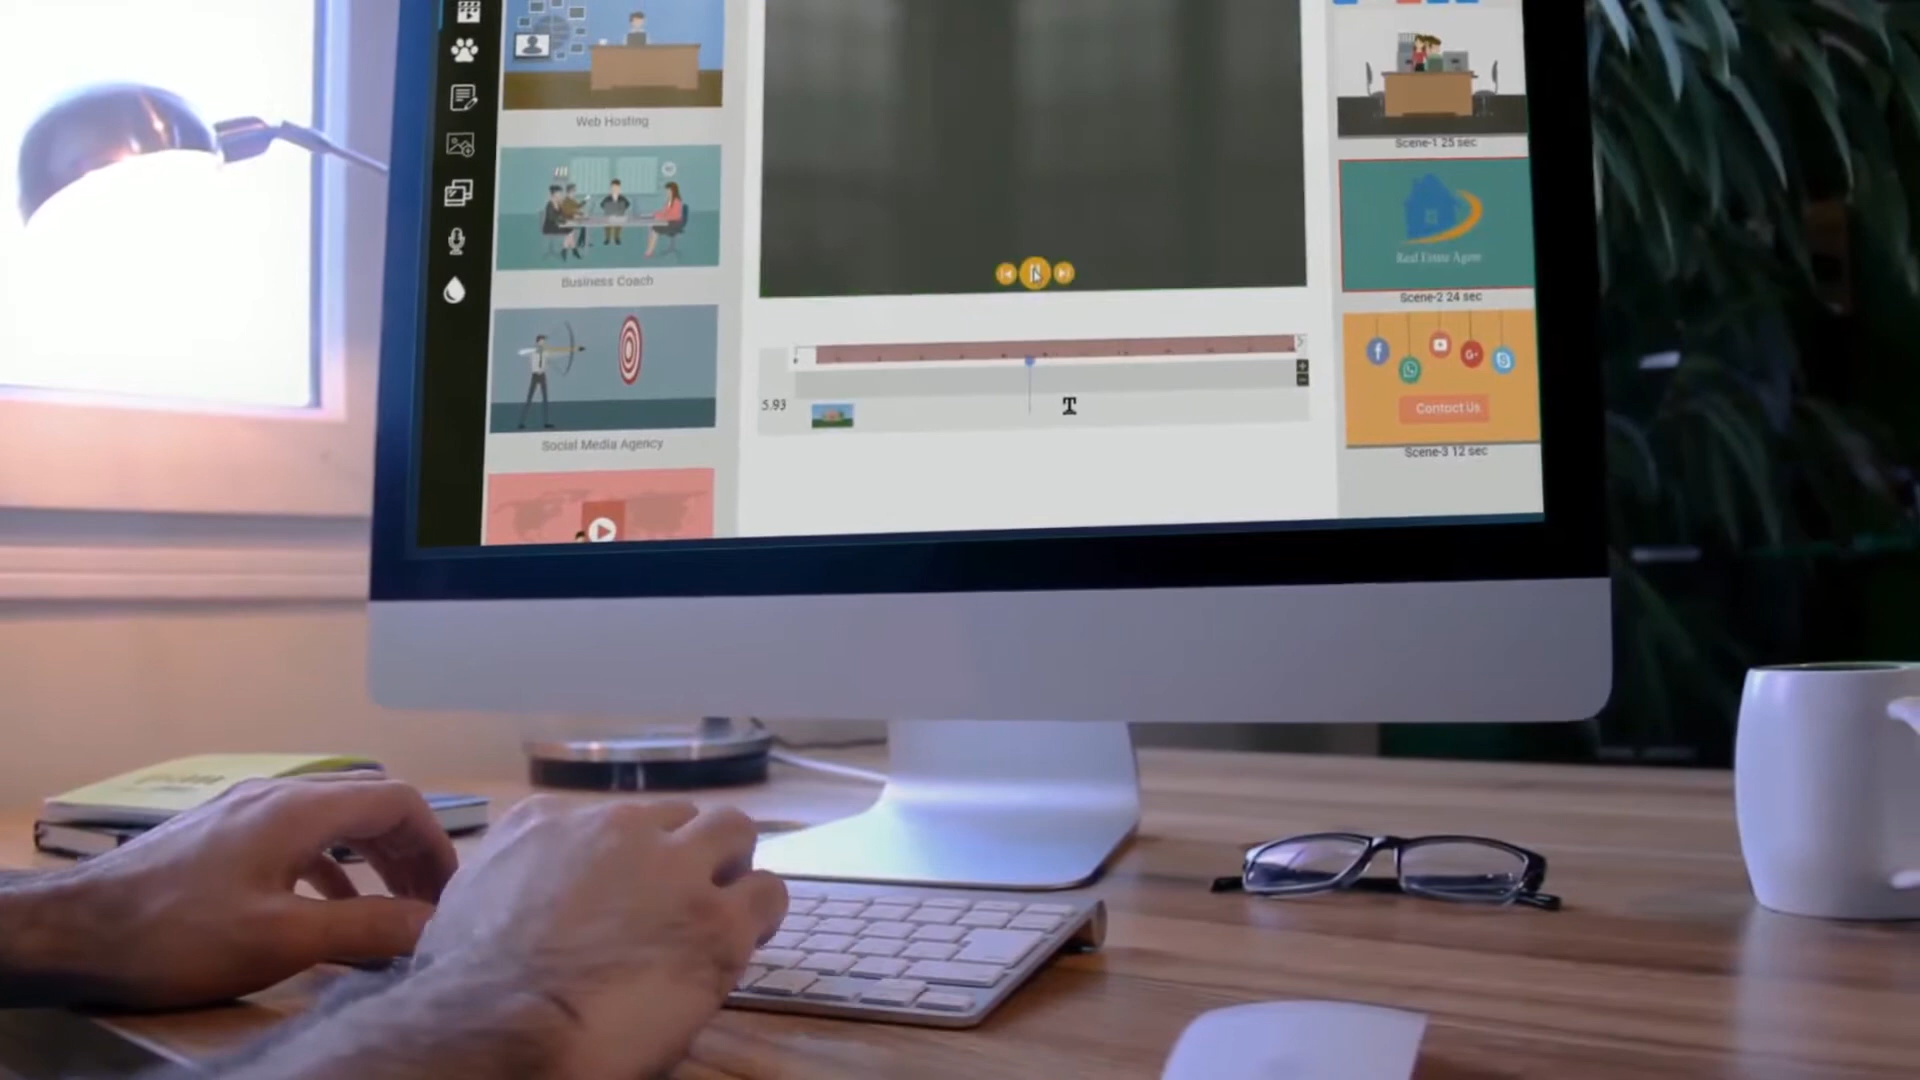 Web Hosting
Business Coach
Social Media Agency
5.93
T
Scene-1 25 sec
Real Estate Agent
Scene-2 24 sec
Contact Us
Scene-3 12 sec